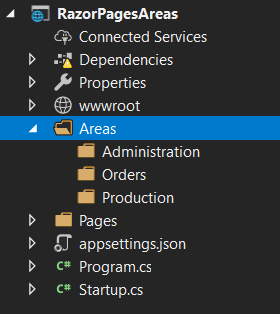 RazorPagesAreas
Connected Services
Dependencies
Properties
wwwroot
Areas
Administration
Orders
Production
Pages
appsettings.json
C# Program.cs
C# Startup.cs